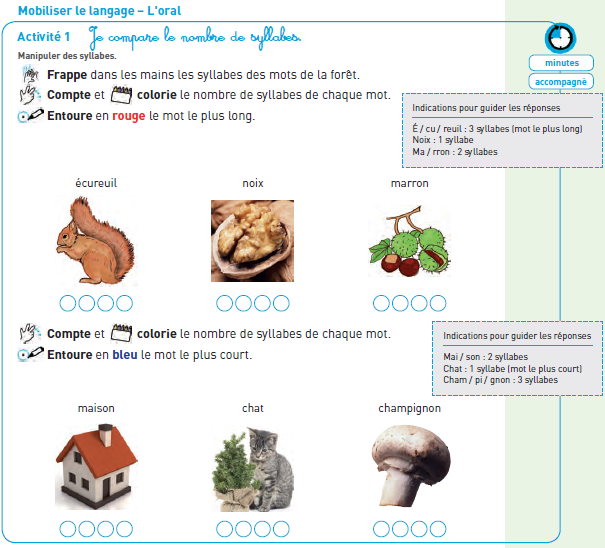 Mobiliser le langage – L'oral
Activité 1 Je compare le nombre de syllabes.
Manipuler des syllabes.
minutes
accompagné
Frappe dans les mains les syllabes des mots de la forêt.
Compte et colorie le nombre de syllabes de chaque mot.
Entoure en rouge le mot le plus long.
Indications pour guider les réponses
É / cu / reuil : 3 syllabes (mot le plus long)
Noix : 1 syllabe
Ma / rron : 2 syllabes
écureuil noix marron
Compte et colorie le nombre de syllabes de chaque mot.
Entoure en bleu le mot le plus court.
Indications pour guider les réponses
Mai / son : 2 syllabes
Chat : 1 syllabe (mot le plus court)
Cham / pi / gnon : 3 syllabes
maison chat champignon